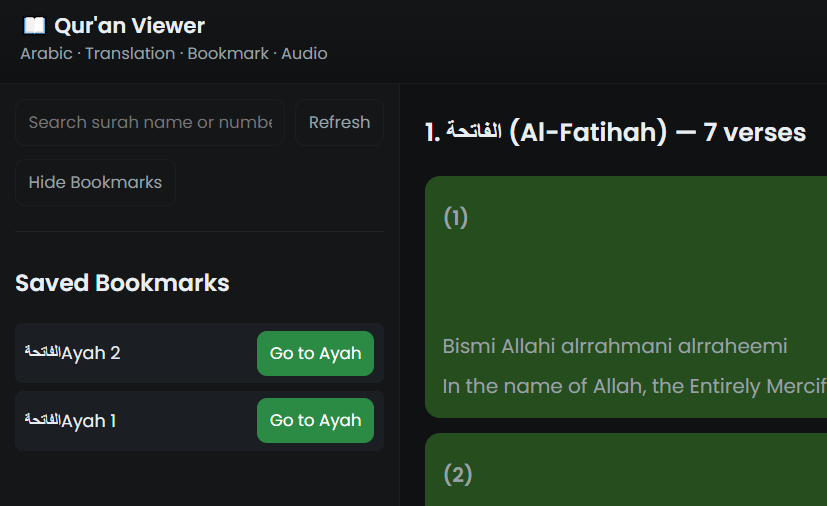 📖 Qur'an Viewer
Arabic · Translation · Bookmark · Audio
Search surah name or numbe
Refresh
Hide Bookmarks
Saved Bookmarks
الفاتحةAyah 2
Go to Ayah
الفاتحةAyah 1
Go to Ayah
1. الفاتحة (Al-Fatihah) — 7 verses
(1)
Bismi Allahi alrrahmani alrraheemi
In the name of Allah, the Entirely Mercif
(2)